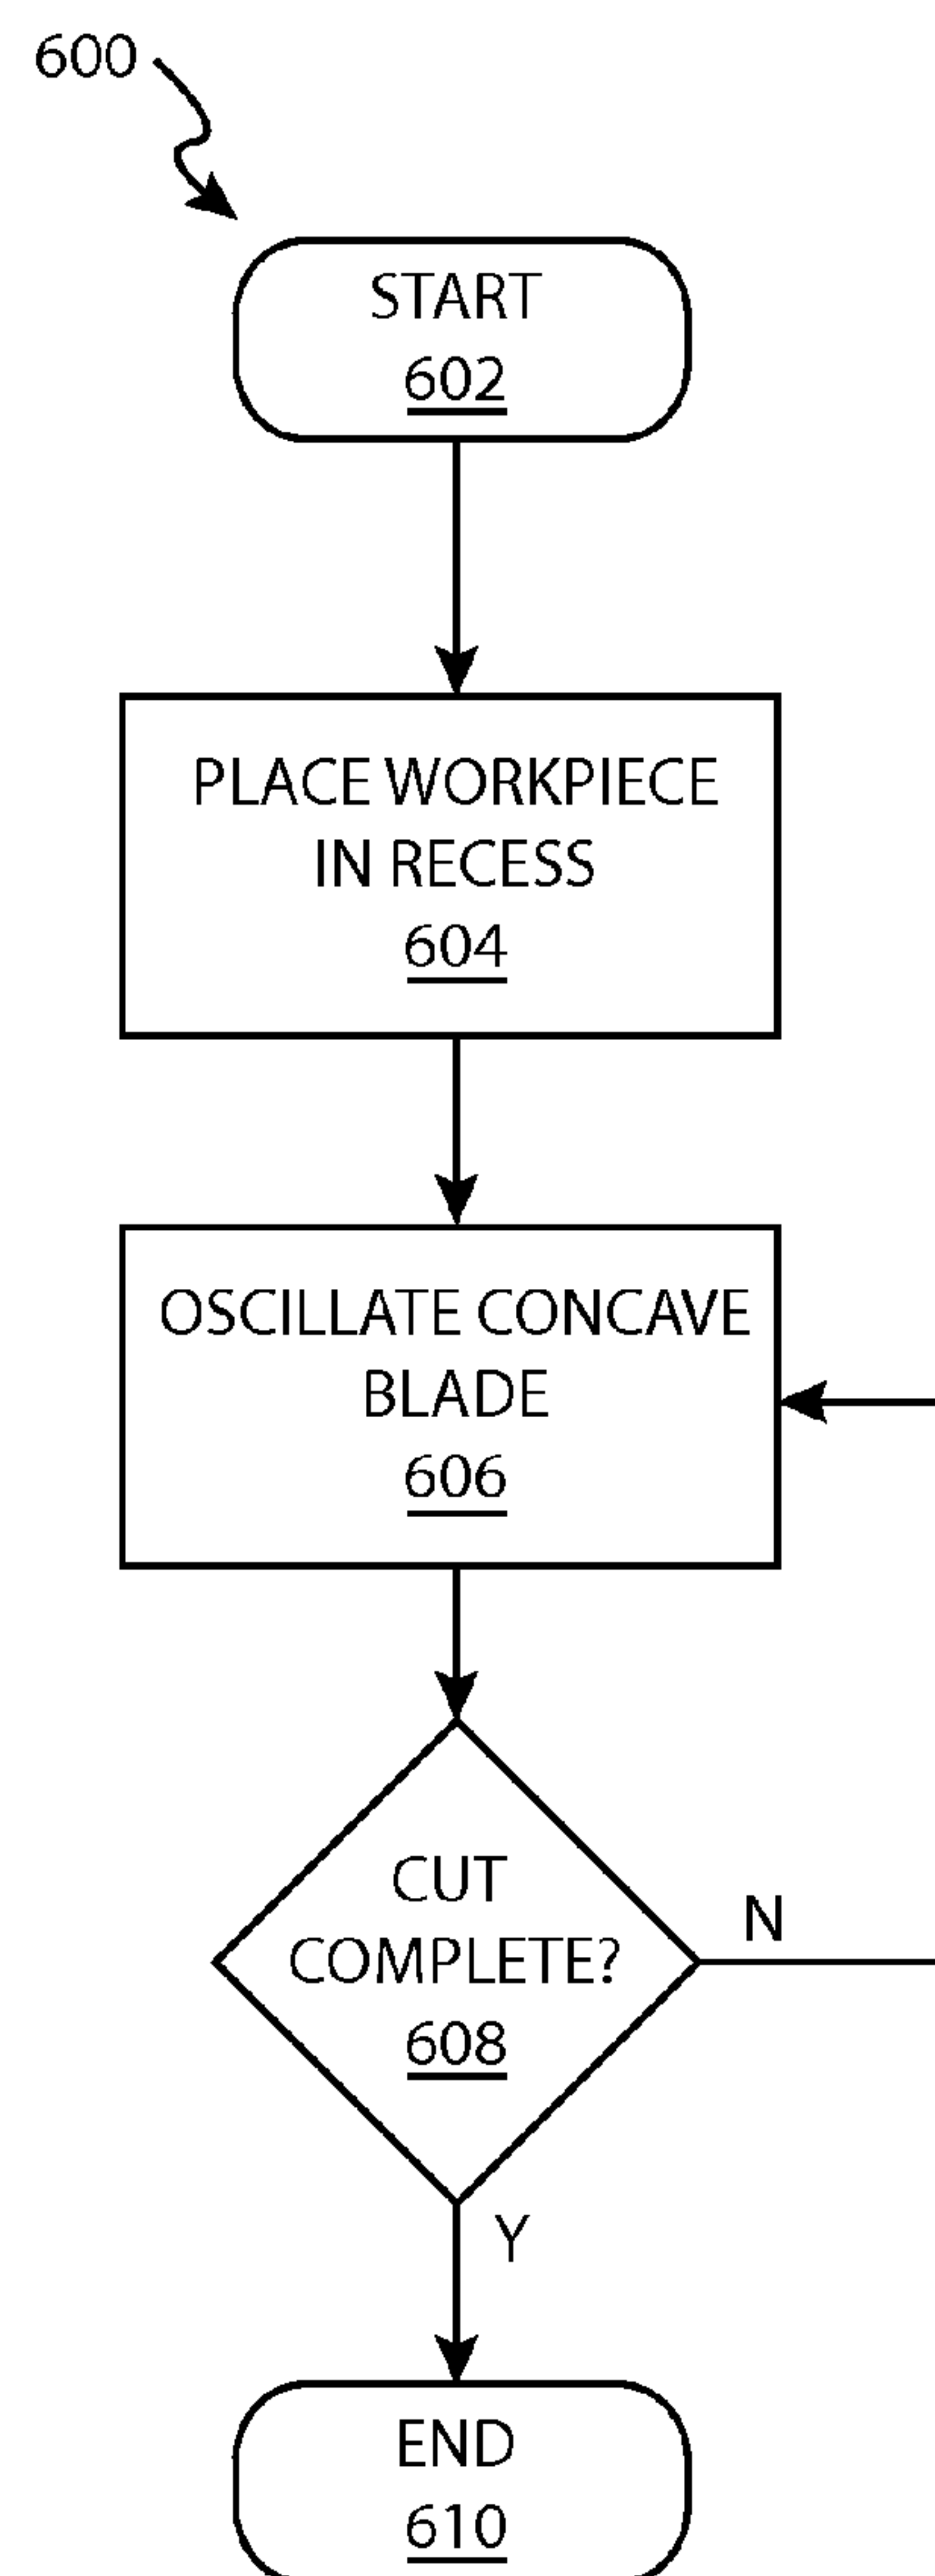 600
START
602
PLACE WORKPIECE
IN RECESS
604
OSCILLATE CONCAVE
BLADE
606
CUT
COMPLETE?
608
N
Y
END
610